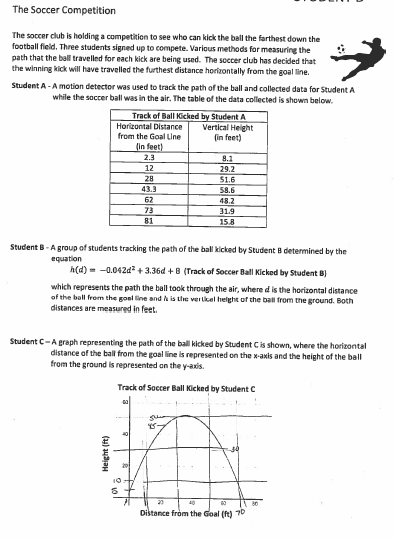 The Soccer Competition
The soccer club is holding a competition to see who can kick the ball the farthest down the
football field. Three students signed up to compete. Various methods for measuring the
path that the ball travelled for each kick are being used. The soccer club has decided that
the winning kick will have travelled the furthest distance horizontally from the goal line.
Student A - A motion detector was used to track the path of the ball and collected data for Student A
while the soccer ball was in the air. The table of the data collected is shown below.
Track of Ball Kicked by Student A
Horizontal Distance from the Goal Line (in feet) Vertical Height (in feet)
2.3 8.1
12 29.2
28 51.6
43.3 58.6
62 48.2
73 31.9
81 15.8
Student B - A group of students tracking the path of the ball kicked by Student B determined by the
equation
h(d) = −0.042d² + 3.36d + 8 (Track of Soccer Ball Kicked by Student B)
which represents the path the ball took through the air, where d is the horizontal distance
of the ball from the goal line and h is the vertical height of the ball from the ground. Both
distances are measured in feet.
Student C - A graph representing the path of the ball kicked by Student C is shown, where the horizontal
distance of the ball from the goal line is represented on the x-axis and the height of the ball
from the ground is represented on the y-axis.
Track of Soccer Ball Kicked by Student C
60
50
45
40
30
20
10
5
Height (ft)
20 40 60 80
Distance from the Goal (ft) 70